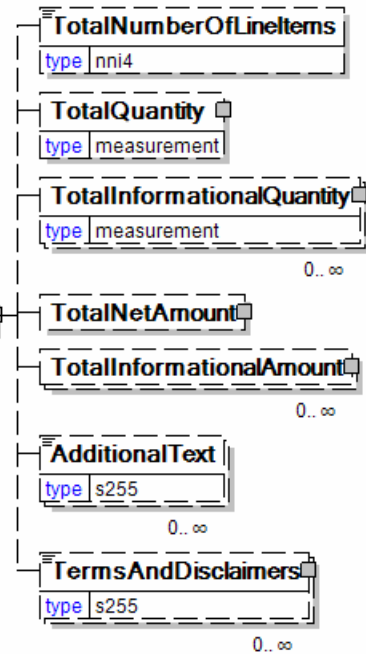 TotalNumberOfLineItems
type nni4
TotalQuantity
type measurement
TotalInformationalQuantity
type measurement
0.. ∞
TotalNetAmount
TotalInformationalAmount
0.. ∞
AdditionalText
type s255
0.. ∞
TermsAndDisclaimers
type s255
0.. ∞